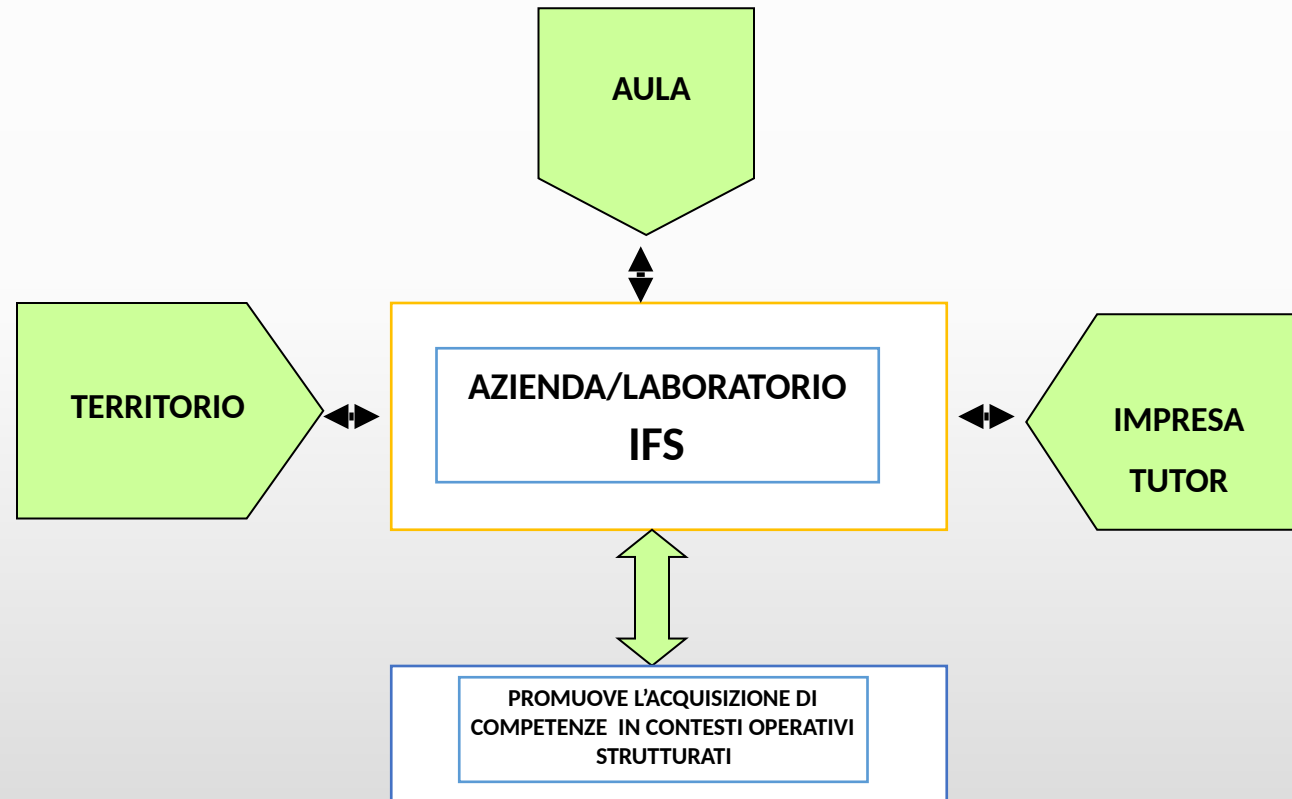 AULA
TERRITORIO
AZIENDA/LABORATORIO
IFS
IMPRESA
TUTOR
PROMUOVE L’ACQUISIZIONE DI
COMPETENZE  IN CONTESTI OPERATIVI
STRUTTURATI